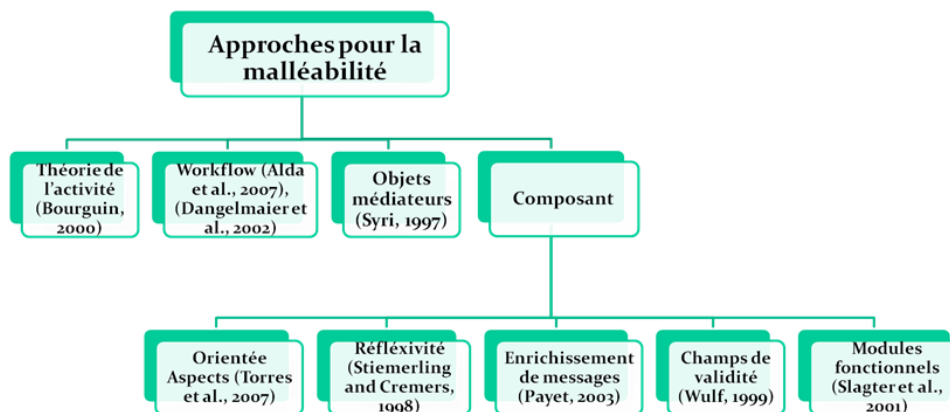 Approches pour la
malléabilité
Théorie de
l'activité
(Bourguin,
2000)
Workflow (Alda
et al., 2007),
(Dangelmaier et
al., 2002)
Objets
médiateurs
(Syri, 1997)
Composant
Orientée
Aspects (Torres
et al., 2007)
Réfléxivité
(Stiemerling
and Cremers,
1998)
Enrichissement
de messages
(Payet, 2003)
Champs de
validité
(Wulf, 1999)
Modules
fonctionnels
(Slagter et al.,
2001)